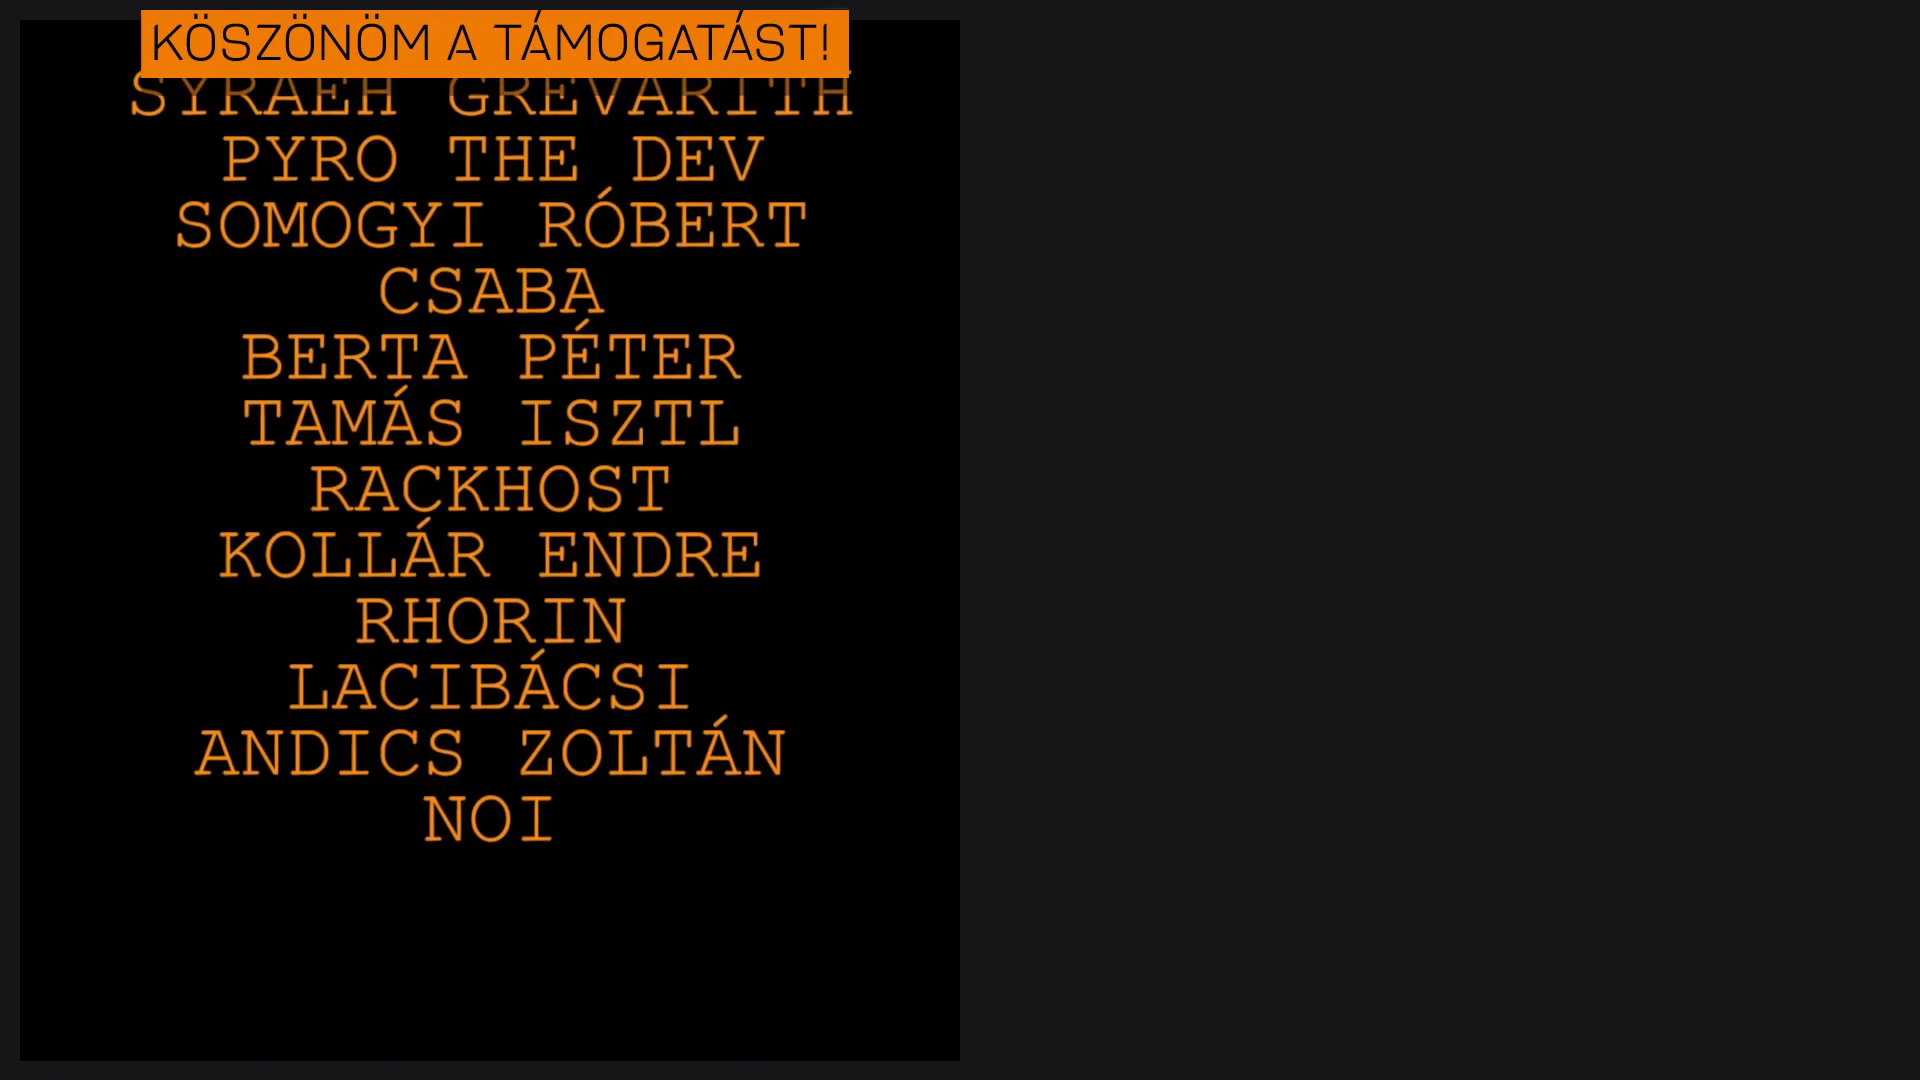 KÖSZÖNÖM A TÁMOGATÁST!
SYRAEH GREVARITH
PYRO THE DEV
SOMOGYI RÓBERT
CSABA
BERTA PÉTER
TAMÁS ISZTL
RACKHOST
KOLLÁR ENDRE
RHORIN
LACIBÁCSI
ANDICS ZOLTÁN
NOI